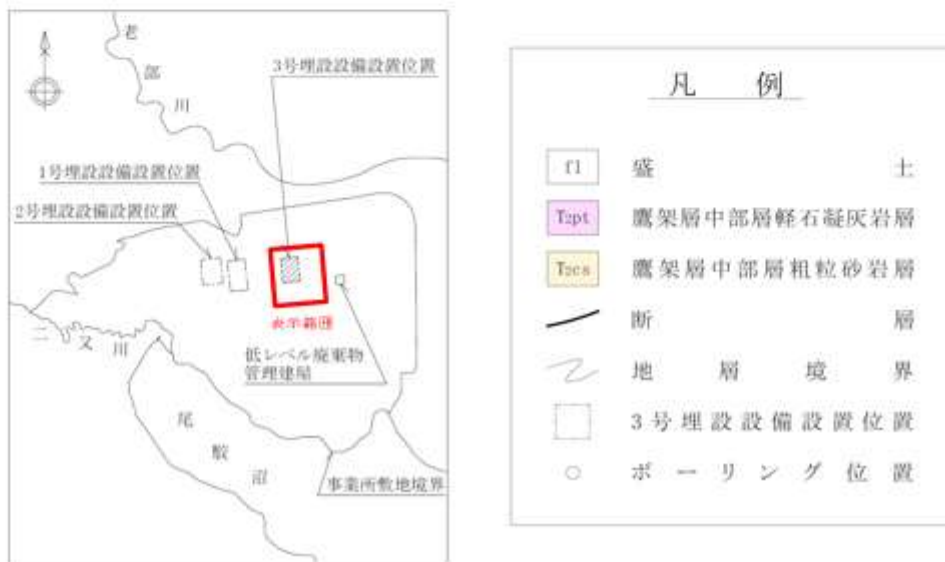 老部川
3号埋設設備設置位置
1号埋設設備設置位置
2号埋設設備設置位置
表示範囲
二又川
低レベル廃棄物
管理建屋
尾駮沼
事業所敷地境界
凡例
fl 盛土
T2pt 鷹架層中部層軽石凝灰岩層
T2cs 鷹架層中部層粗粒砂岩層
断層
地層境界
3号埋設設備設置位置
ボーリング位置